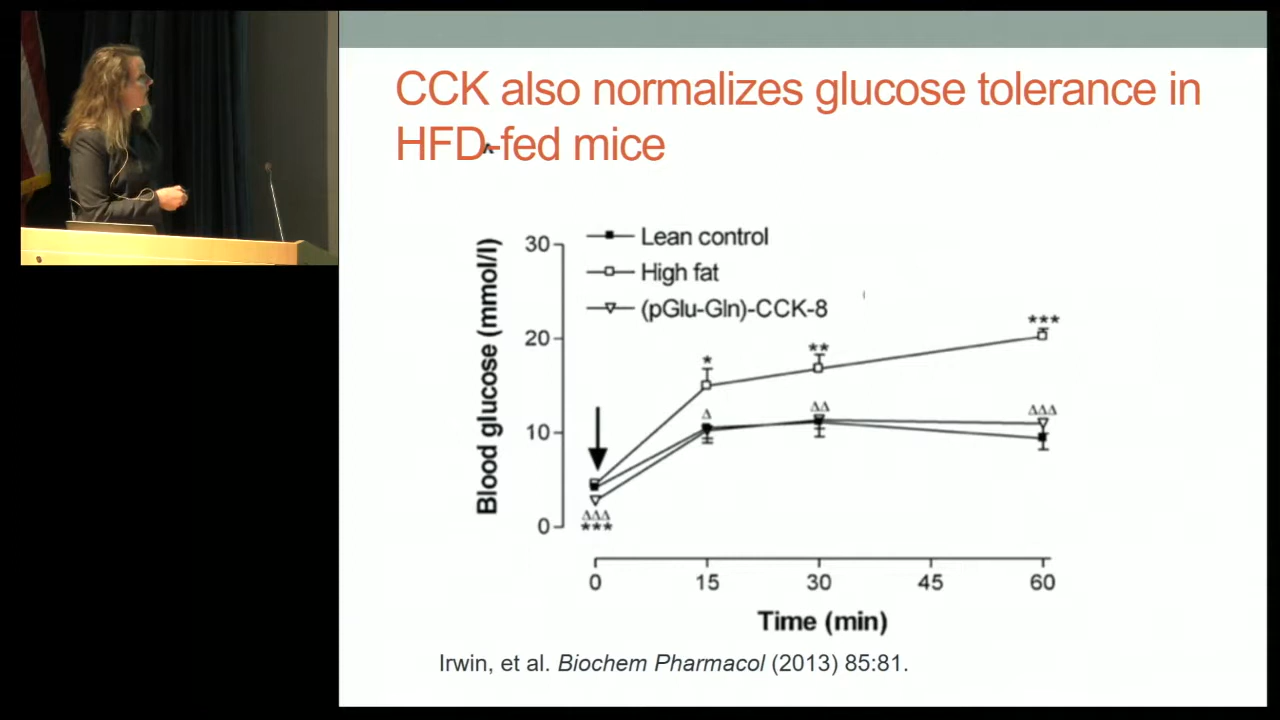 CCK also normalizes glucose tolerance in
HFD-fed mice
Lean control
High fat
(pGlu-Gln)-CCK-8
Blood glucose (mmol/l)
30
20
10
0
*
**
***
Δ
ΔΔ
ΔΔΔ
ΔΔΔ
***
0 15 30 45 60
Time (min)
Irwin, et al. Biochem Pharmacol (2013) 85:81.